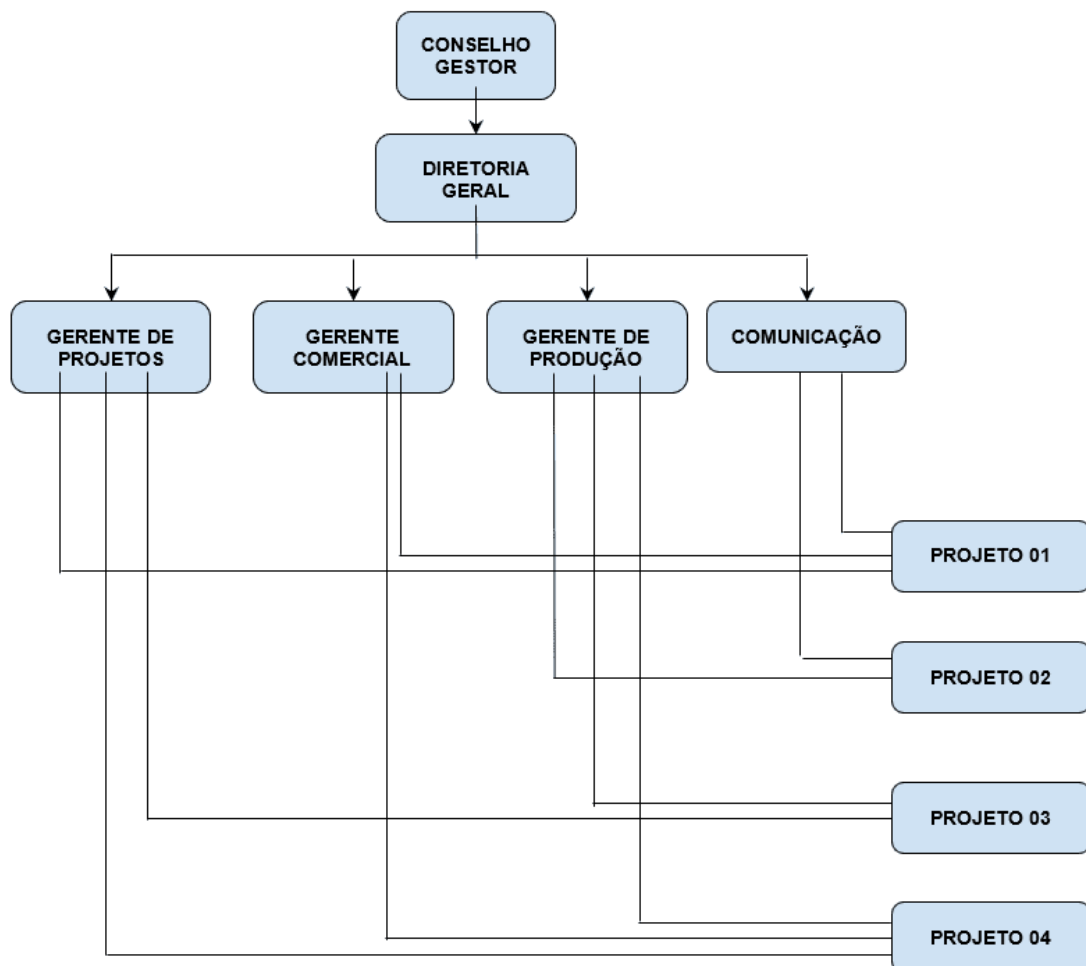 CONSELHO
GESTOR
DIRETORIA
GERAL
GERENTE DE
PROJETOS
GERENTE
COMERCIAL
GERENTE DE
PRODUÇÃO
COMUNICAÇÃO
PROJETO 01
PROJETO 02
PROJETO 03
PROJETO 04